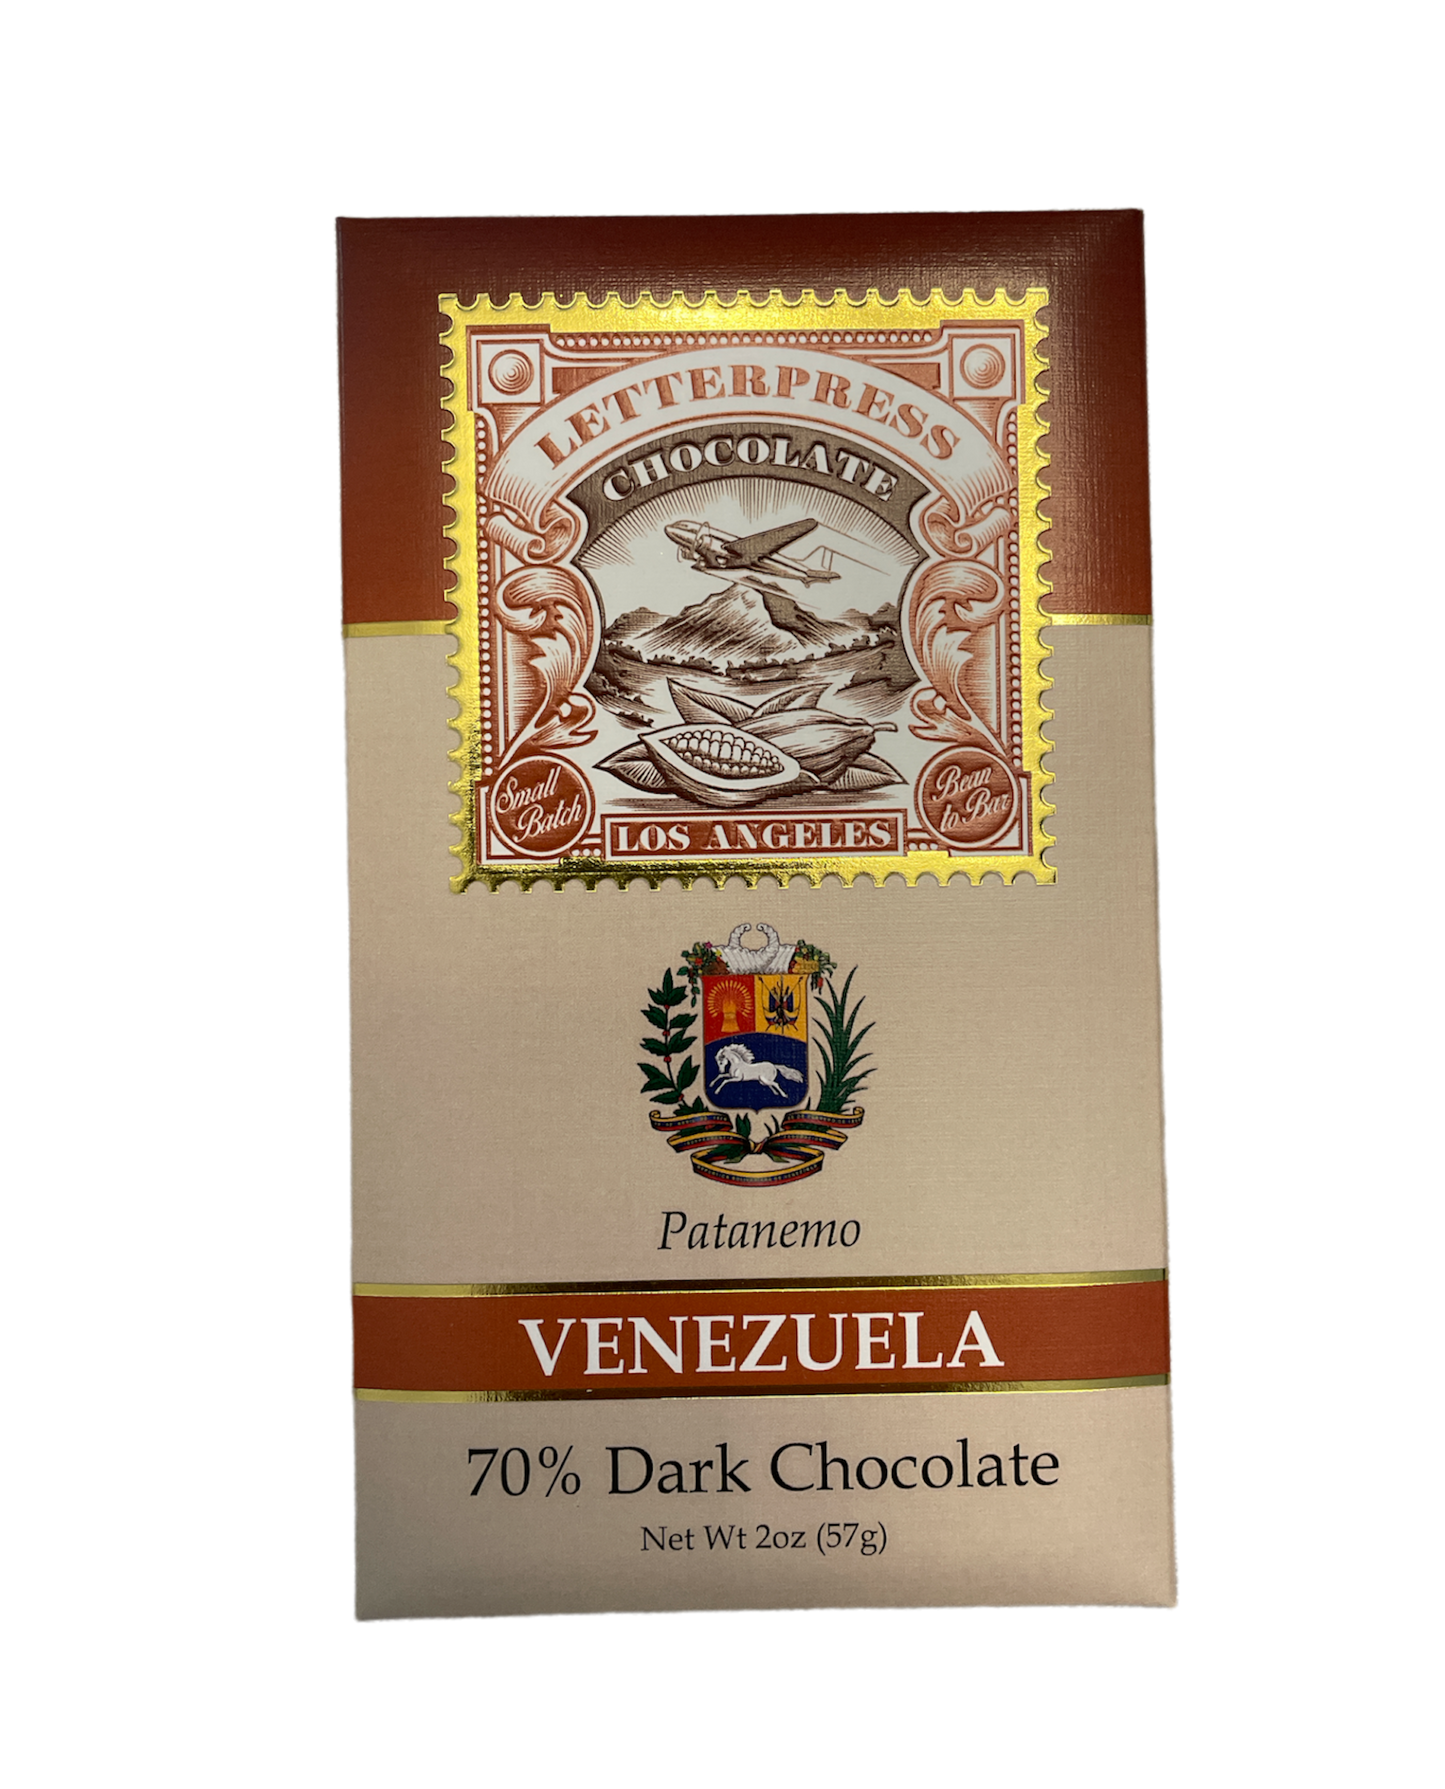 LETTERPRESS
CHOCOLATE
Small
Batch
Bean
to Bar
LOS ANGELES
Patanemo
VENEZUELA
70% Dark Chocolate
Net Wt 2oz (57g)